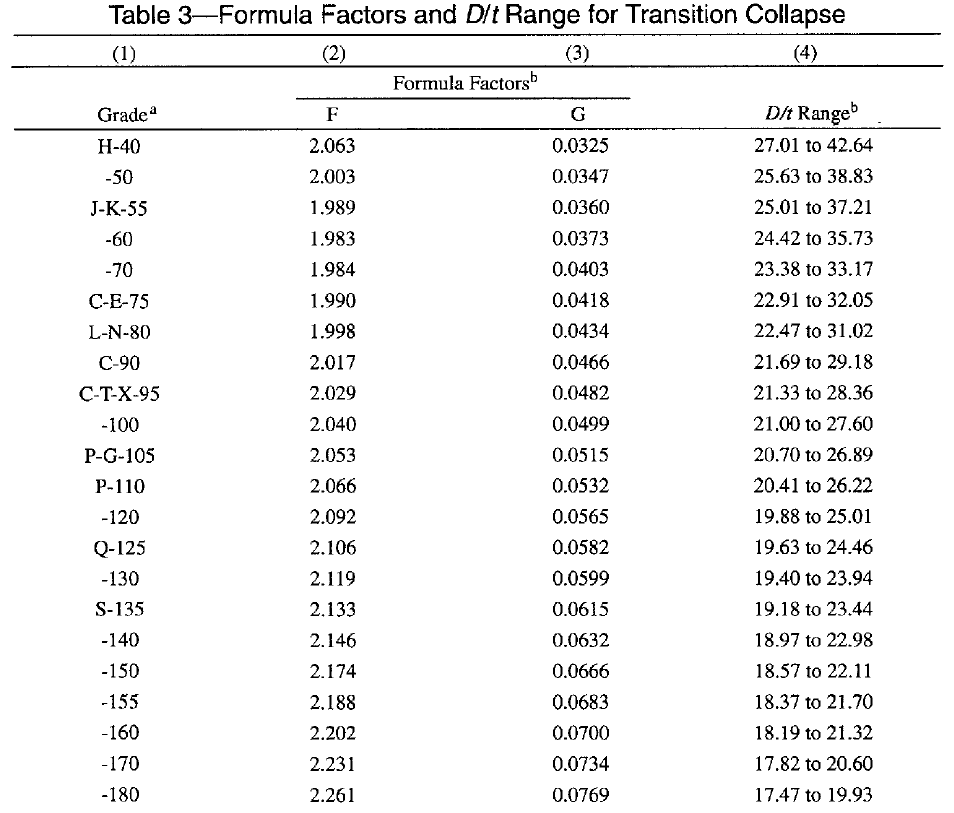 Table 3—Formula Factors and D/t Range for Transition Collapse
(1) (2) (3) (4)
Formula Factorsb
Gradea F G D/t Rangeb
H-40 2.063 0.0325 27.01 to 42.64
-50 2.003 0.0347 25.63 to 38.83
J-K-55 1.989 0.0360 25.01 to 37.21
-60 1.983 0.0373 24.42 to 35.73
-70 1.984 0.0403 23.38 to 33.17
C-E-75 1.990 0.0418 22.91 to 32.05
L-N-80 1.998 0.0434 22.47 to 31.02
C-90 2.017 0.0466 21.69 to 29.18
C-T-X-95 2.029 0.0482 21.33 to 28.36
-100 2.040 0.0499 21.00 to 27.60
P-G-105 2.053 0.0515 20.70 to 26.89
P-110 2.066 0.0532 20.41 to 26.22
-120 2.092 0.0565 19.88 to 25.01
Q-125 2.106 0.0582 19.63 to 24.46
-130 2.119 0.0599 19.40 to 23.94
S-135 2.133 0.0615 19.18 to 23.44
-140 2.146 0.0632 18.97 to 22.98
-150 2.174 0.0666 18.57 to 22.11
-155 2.188 0.0683 18.37 to 21.70
-160 2.202 0.0700 18.19 to 21.32
-170 2.231 0.0734 17.82 to 20.60
-180 2.261 0.0769 17.47 to 19.93